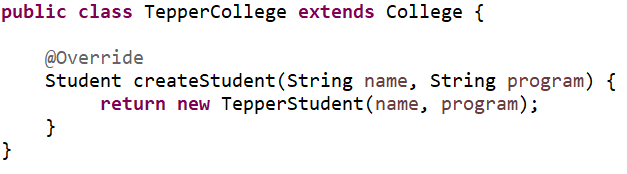 public class TepperCollege extends College {
@Override
Student createStudent(String name, String program) {
return new TepperStudent(name, program);
}
}